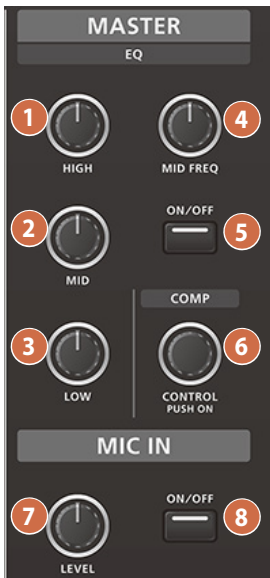 MASTER
EQ
1
4
HIGH
MID FREQ
2
ON/OFF
5
MID
COMP
3
6
LOW
CONTROL
PUSH ON
MIC IN
7
ON/OFF
8
LEVEL